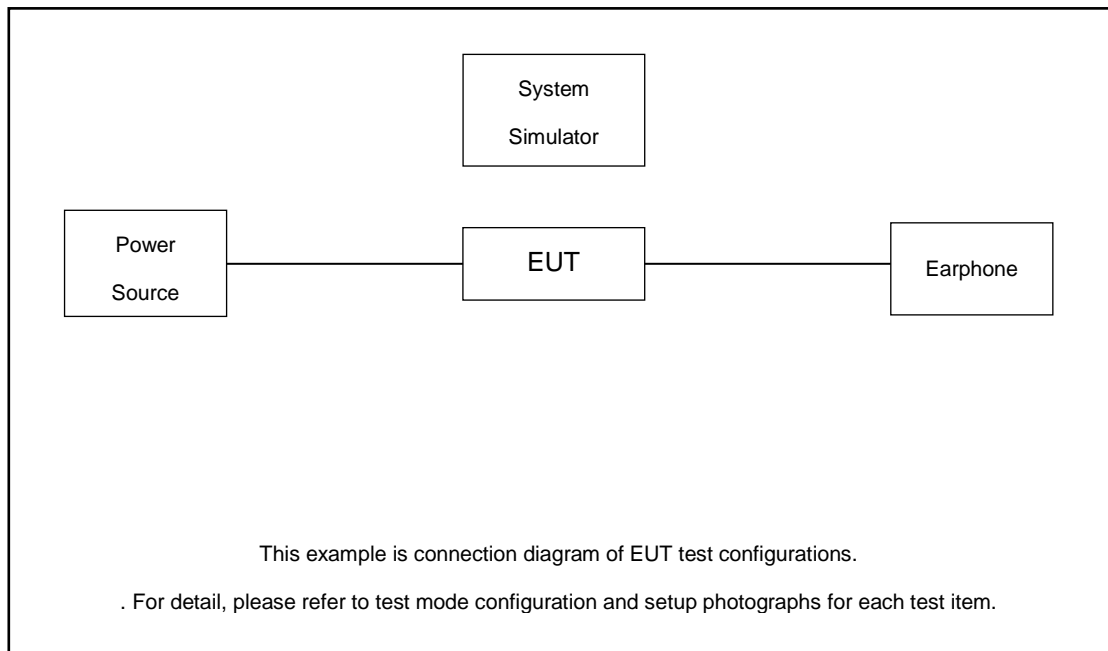 System
Simulator
Power
Source
EUT
Earphone
This example is connection diagram of EUT test configurations.
. For detail, please refer to test mode configuration and setup photographs for each test item.